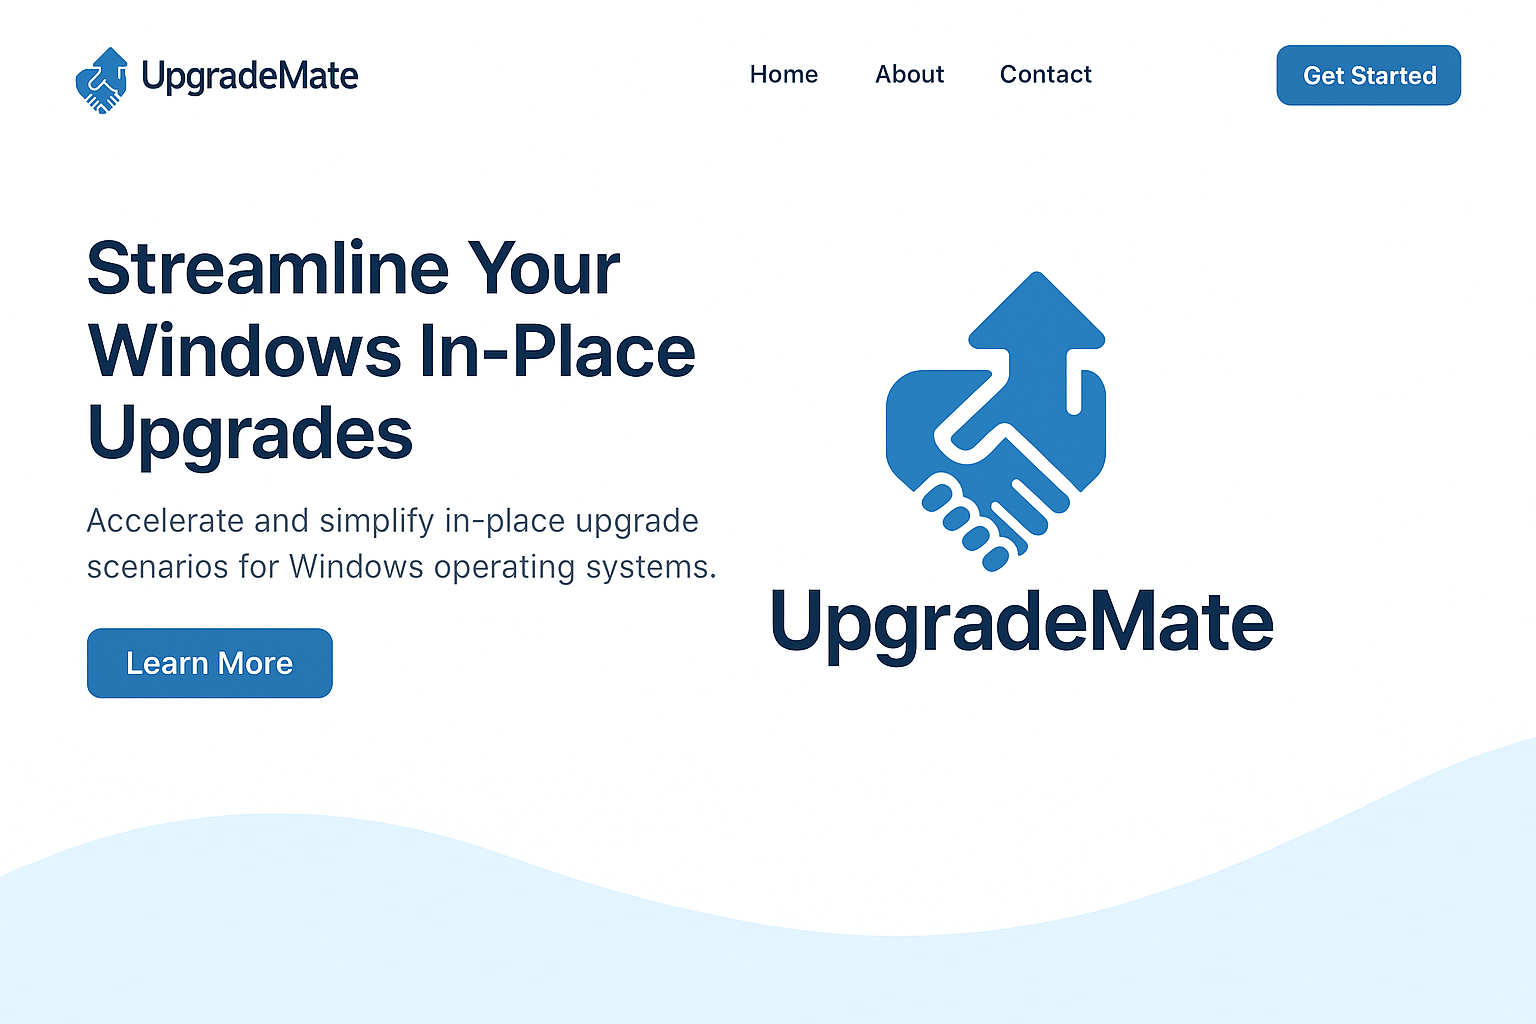 UpgradeMate
Home
About
Contact
Get Started
Streamline Your
Windows In-Place
Upgrades
Accelerate and simplify in-place upgrade
scenarios for Windows operating systems.
Learn More
UpgradeMate